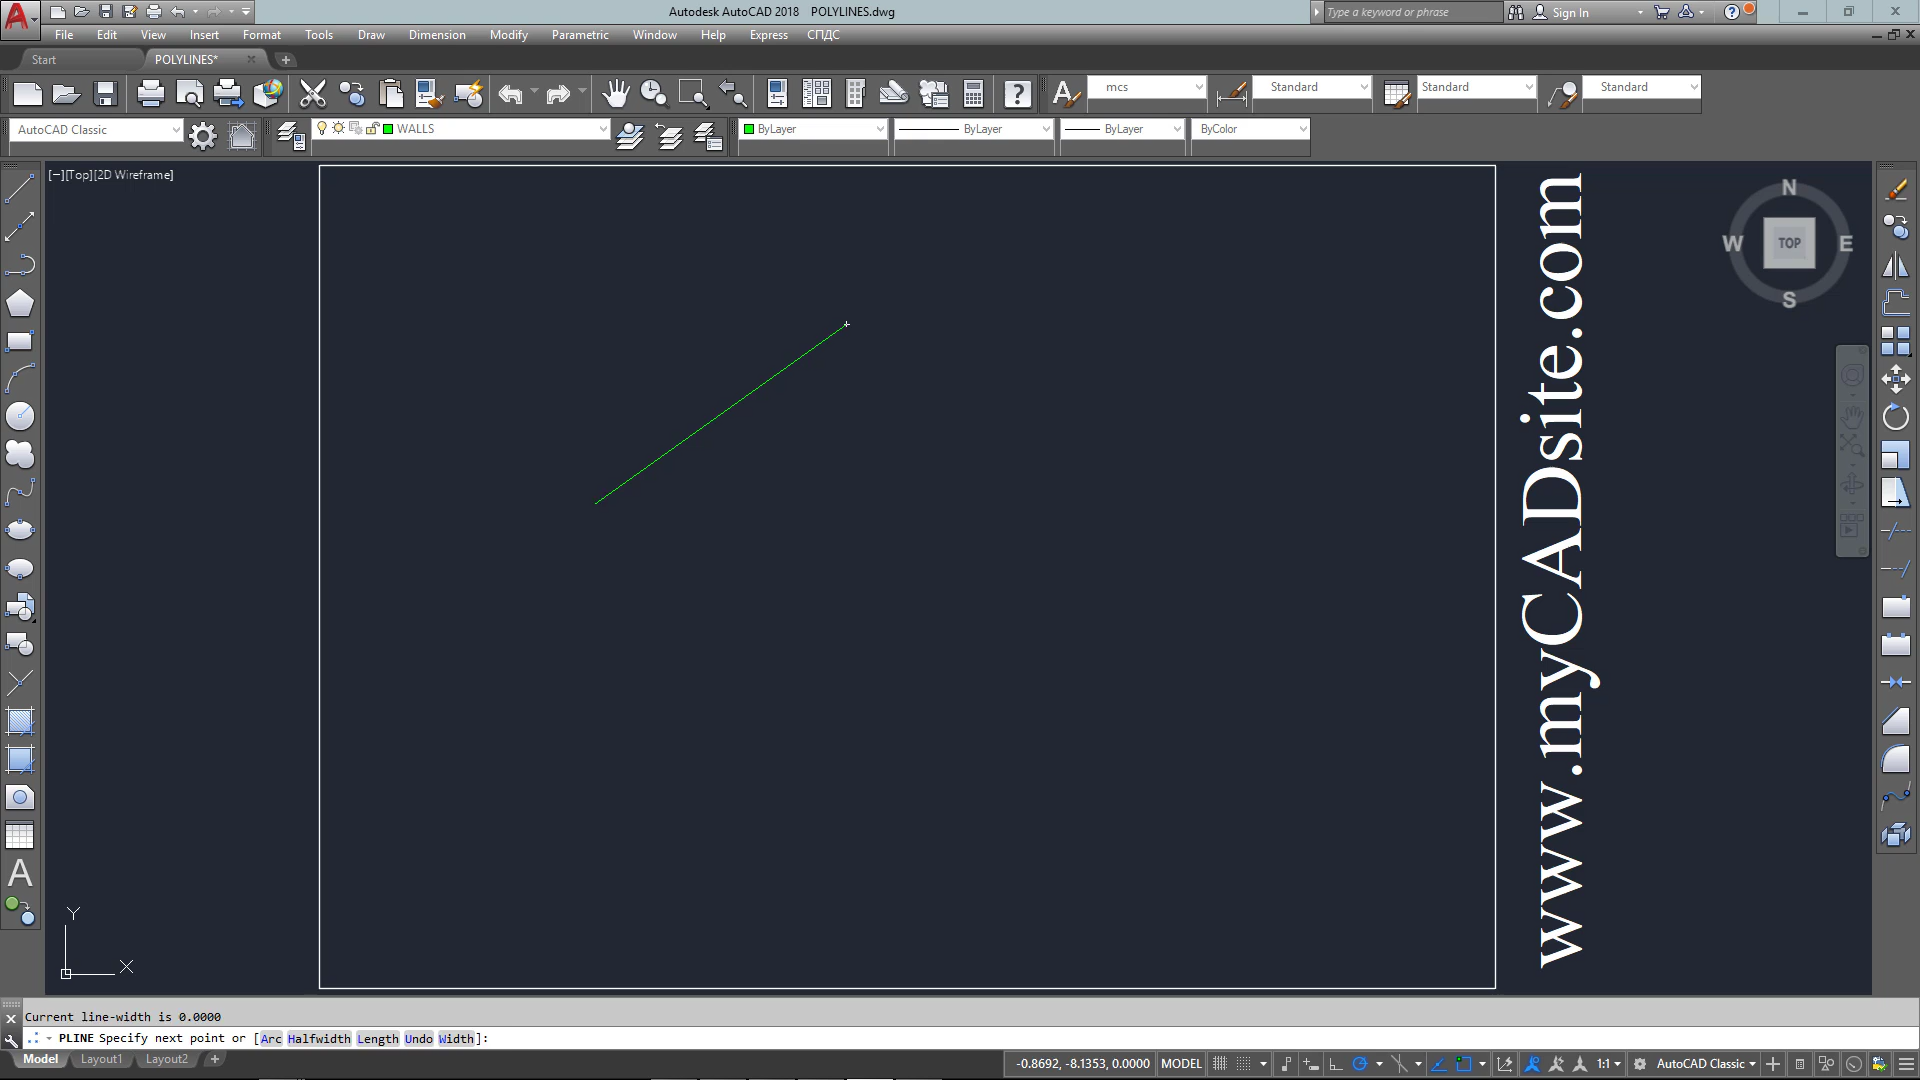 Autodesk AutoCAD 2018 POLYLINES.dwg
Type a keyword or phrase
Sign In
File Edit View Insert Format Tools Draw Dimension Modify Parametric Window Help Express СПДС
Start POLYLINES*
mcs Standard Standard Standard
AutoCAD Classic WALLS ByLayer ByLayer ByLayer ByColor
[−][Top][2D Wireframe]
N
W TOP E
S
www.myCADsite.com
Y
X
Current line-width is 0.0000
PLINE Specify next point or [Arc Halfwidth Length Undo Width]:
Model Layout1 Layout2 +
-0.8692, -8.1353, 0.0000 MODEL 1:1 AutoCAD Classic